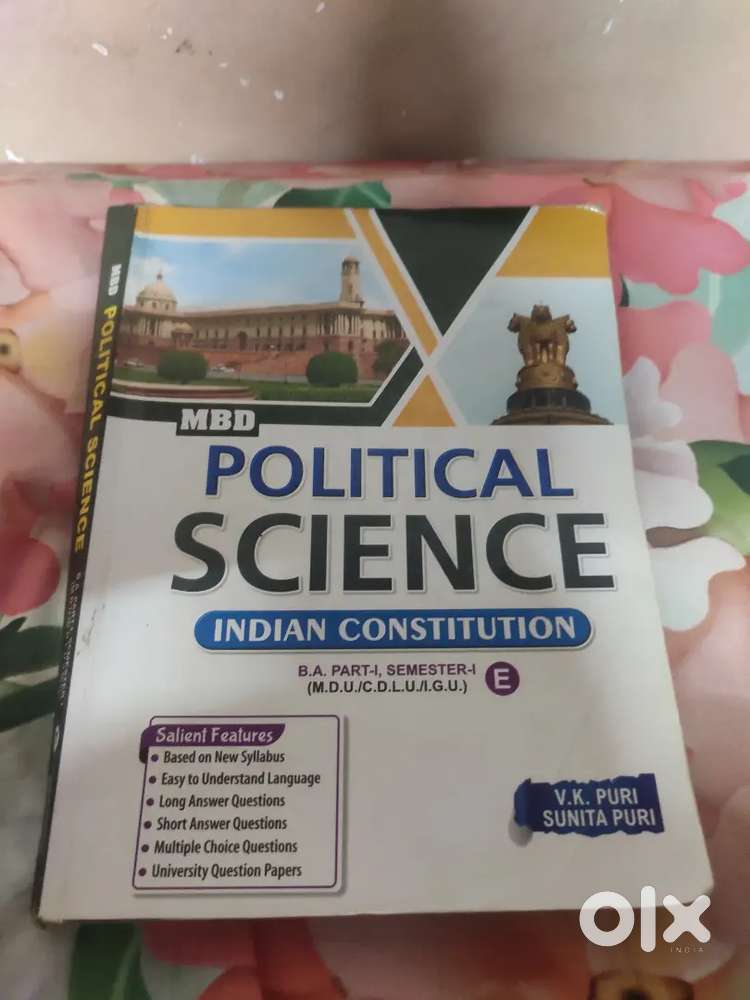 MBD POLITICAL SCIENCE
MBD
POLITICAL
SCIENCE
INDIAN CONSTITUTION
B.A. PART-I, SEMESTER-I
(M.D.U./C.D.L.U./I.G.U.)
E
Salient Features
• Based on New Syllabus
• Easy to Understand Language
• Long Answer Questions
• Short Answer Questions
• Multiple Choice Questions
• University Question Papers
V.K. PURI
SUNITA PURI
olx
INDIA